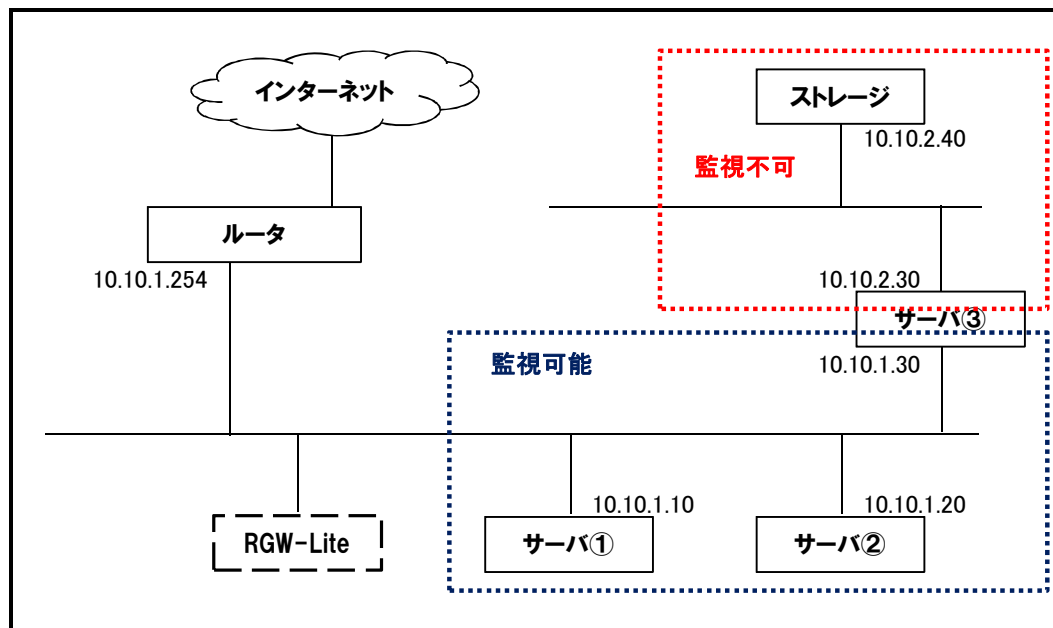 インターネット
ストレージ
10.10.2.40
監視不可
ルータ
10.10.1.254
10.10.2.30
サーバ③
監視可能
10.10.1.30
10.10.1.10
10.10.1.20
RGW-Lite
サーバ①
サーバ②